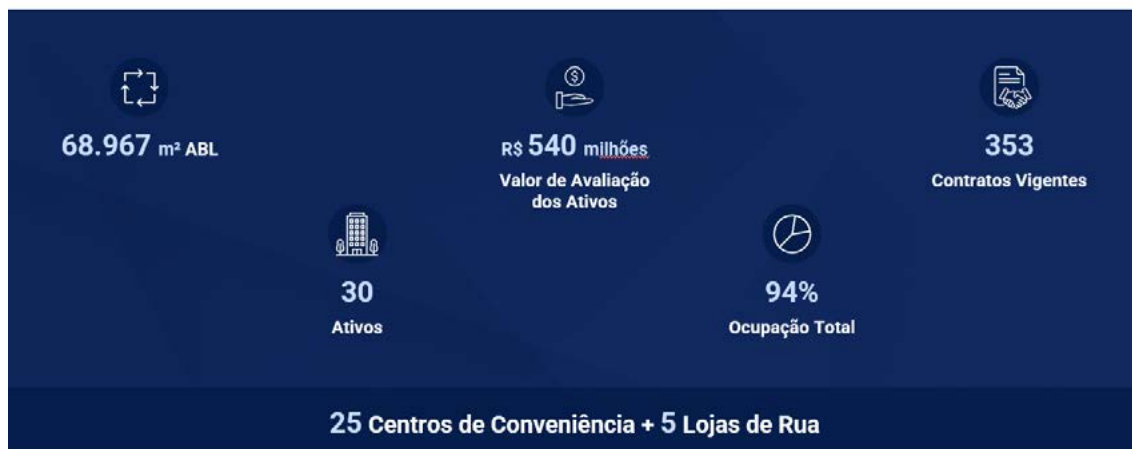 68.967 m² ABL
R$ 540 milhões
Valor de Avaliação
dos Ativos
353
Contratos Vigentes
30
Ativos
94%
Ocupação Total
25 Centros de Conveniência + 5 Lojas de Rua